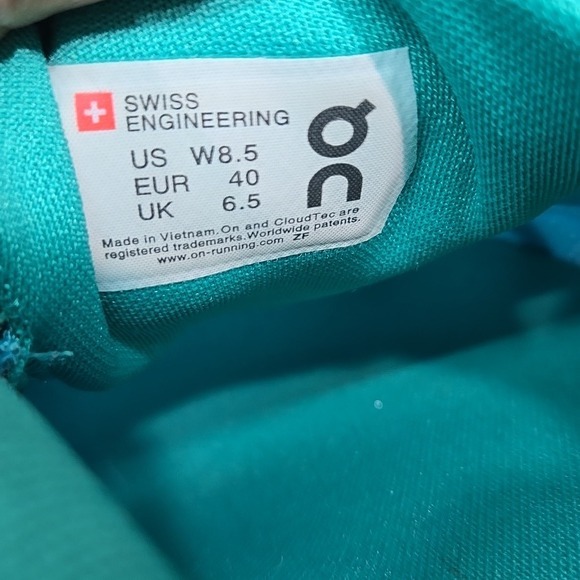 SWISS
ENGINEERING
US W8.5
EUR 40
UK 6.5
Made in Vietnam. On and CloudTec are
registered trademarks. Worldwide patents.
www.on-running.com ZF